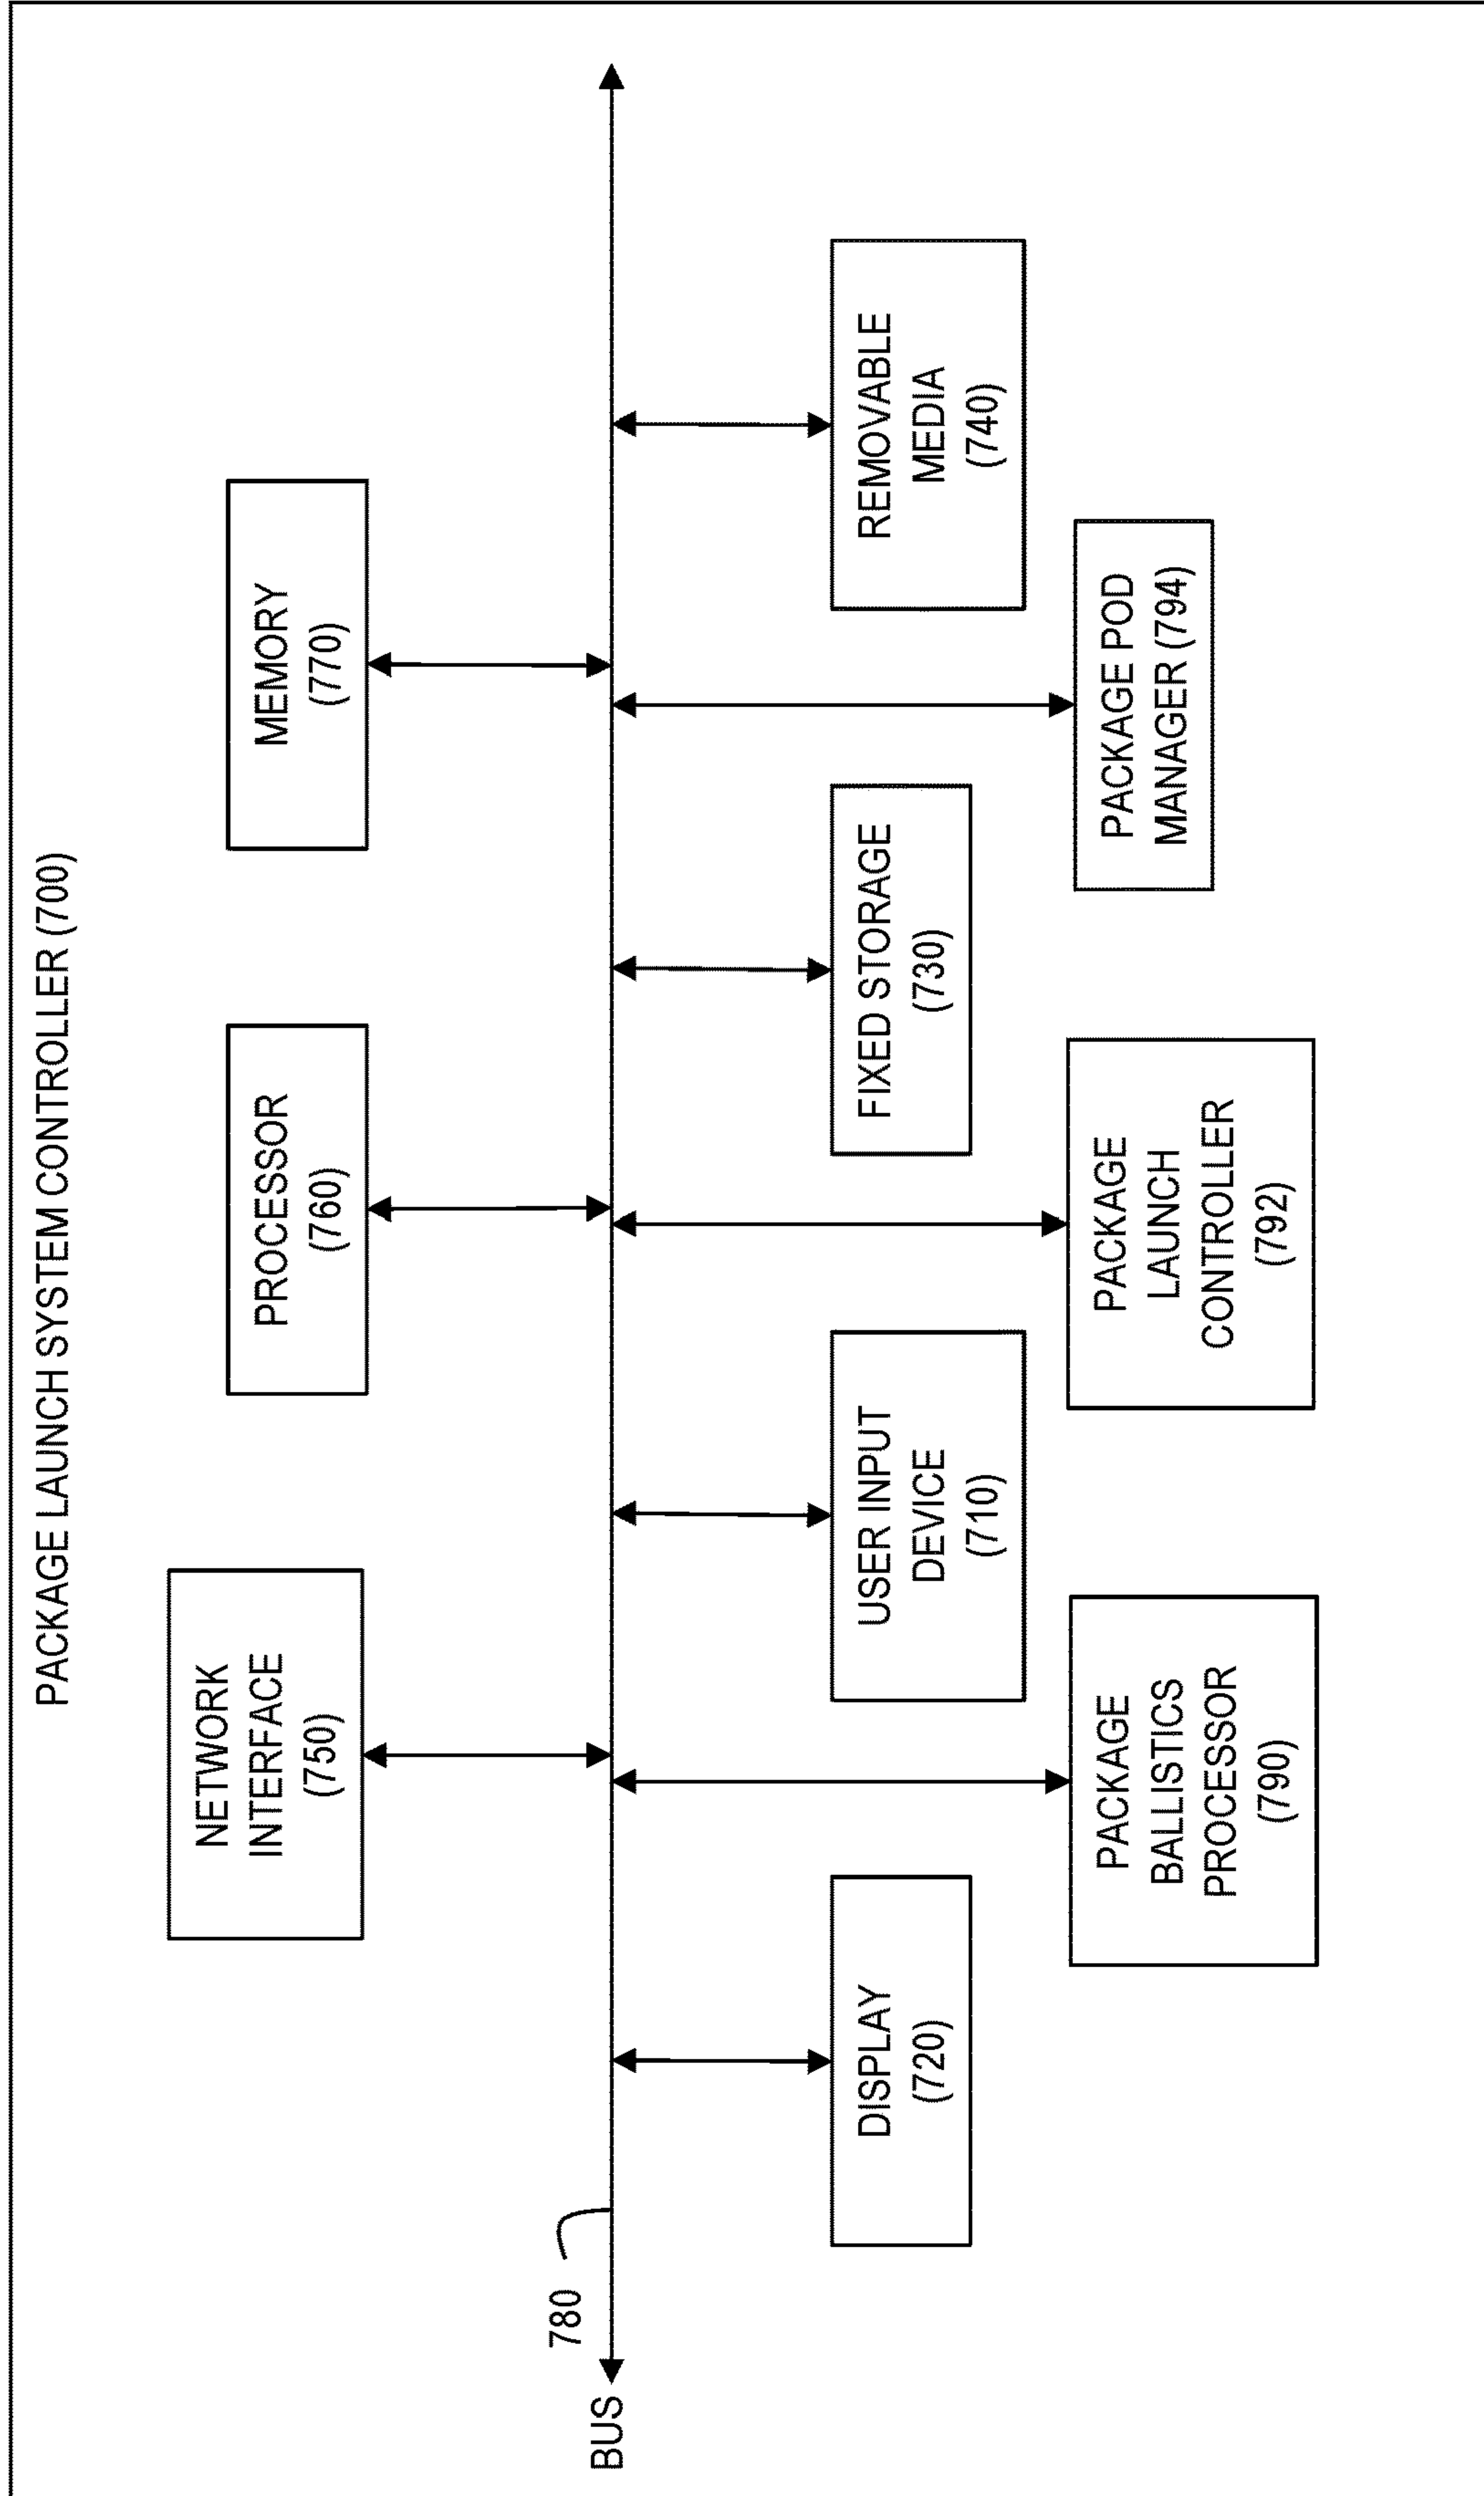 PACKAGE LAUNCH SYSTEM CONTROLLER (700)
NETWORK
INTERFACE
(750)
PROCESSOR
(760)
MEMORY
(770)
780
BUS
DISPLAY
(720)
USER INPUT
DEVICE
(710)
FIXED STORAGE
(730)
REMOVABLE
MEDIA
(740)
PACKAGE
BALLISTICS
PROCESSOR
(790)
PACKAGE
LAUNCH
CONTROLLER
(792)
PACKAGE POD
MANAGER (794)